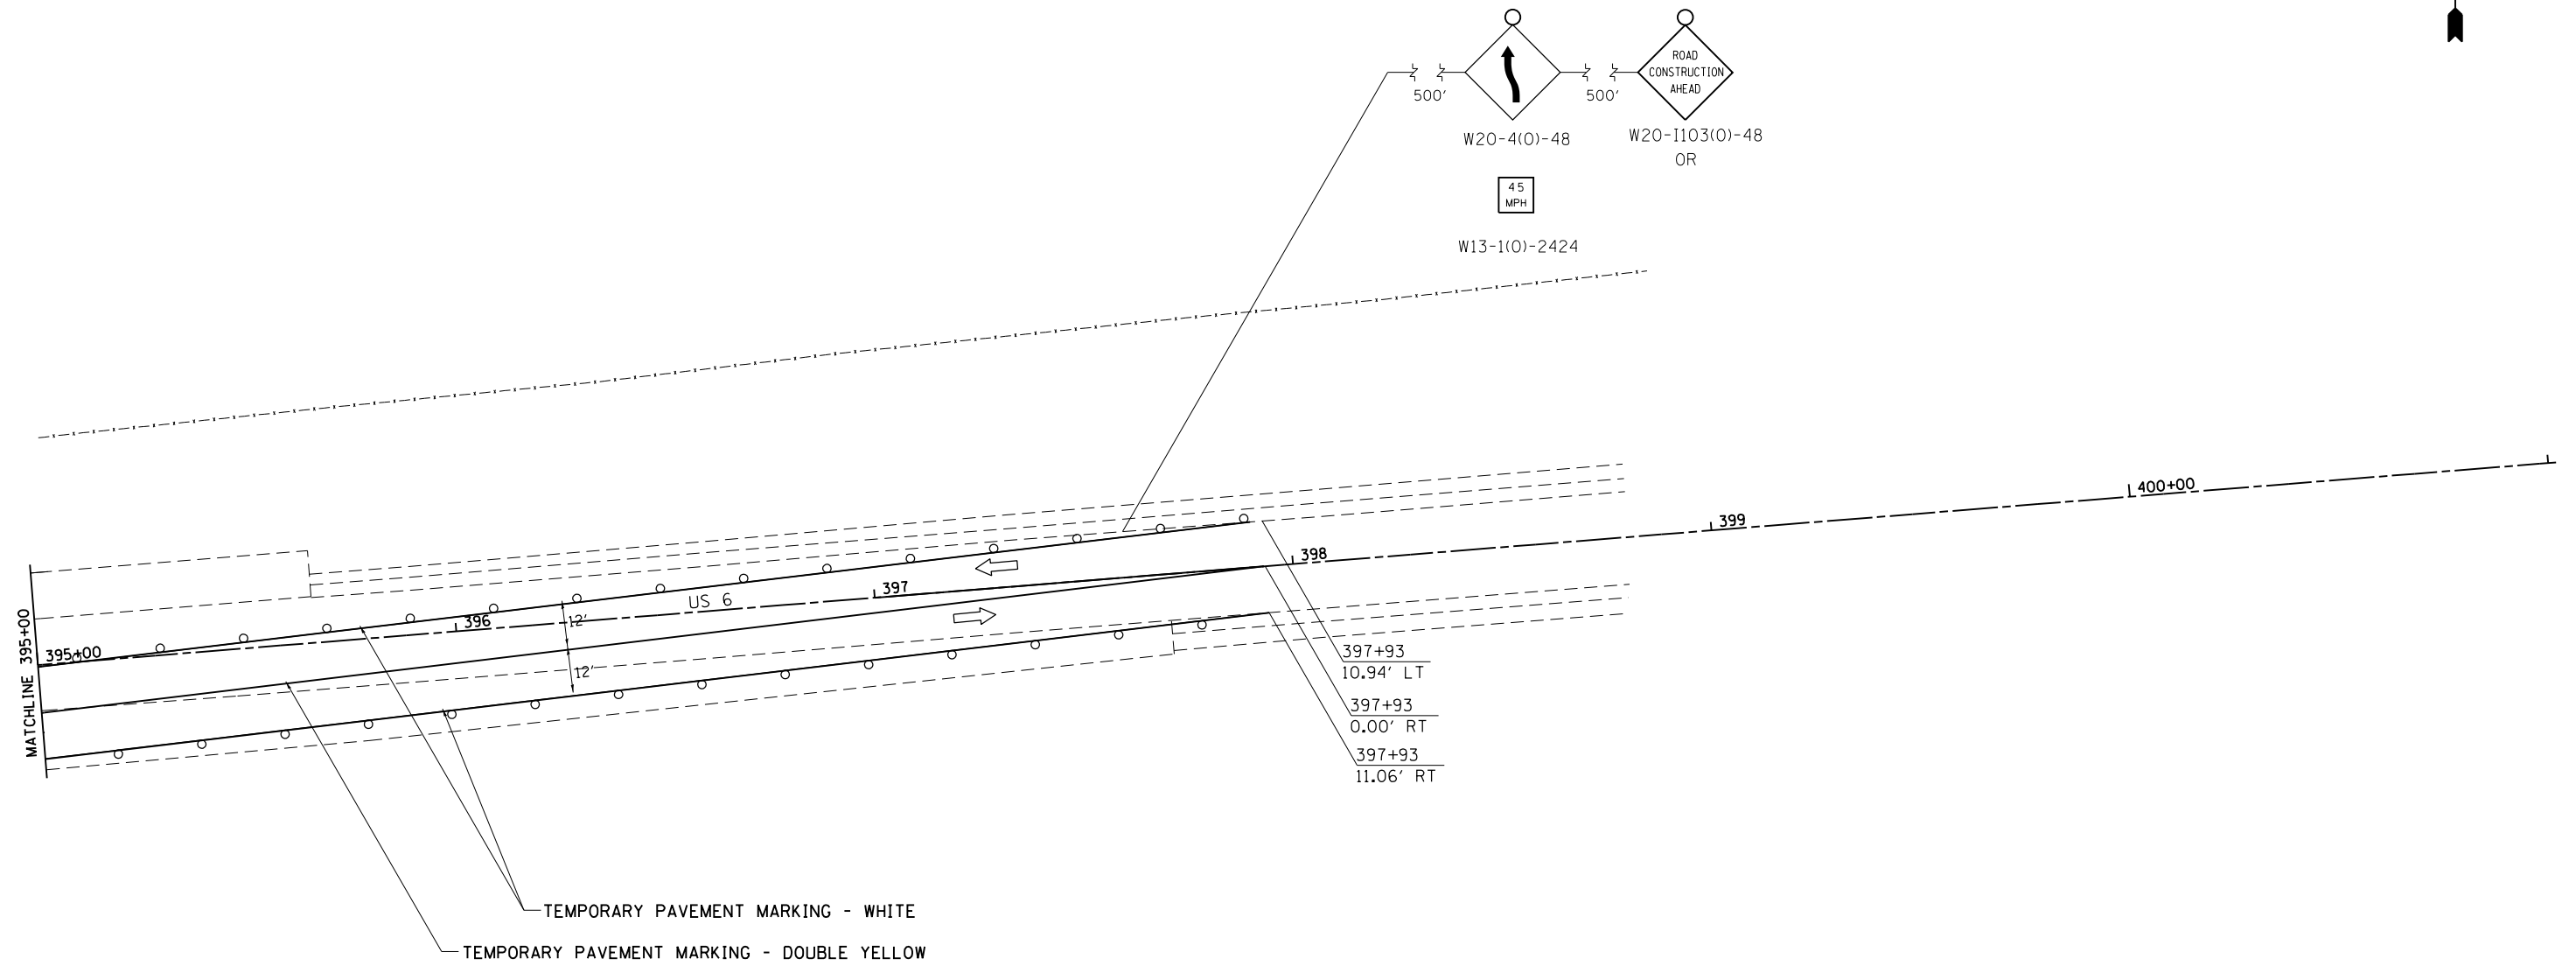 ROAD
CONSTRUCTION
AHEAD
500'
500'
W20-4(O)-48
W20-I103(O)-48
OR
45
MPH
W13-1(O)-2424
400+00
399
398
397
US 6
396
12'
12'
395+00
MATCHLINE 395+00
397+93
10.94' LT
397+93
0.00' RT
397+93
11.06' RT
TEMPORARY PAVEMENT MARKING - WHITE
TEMPORARY PAVEMENT MARKING - DOUBLE YELLOW